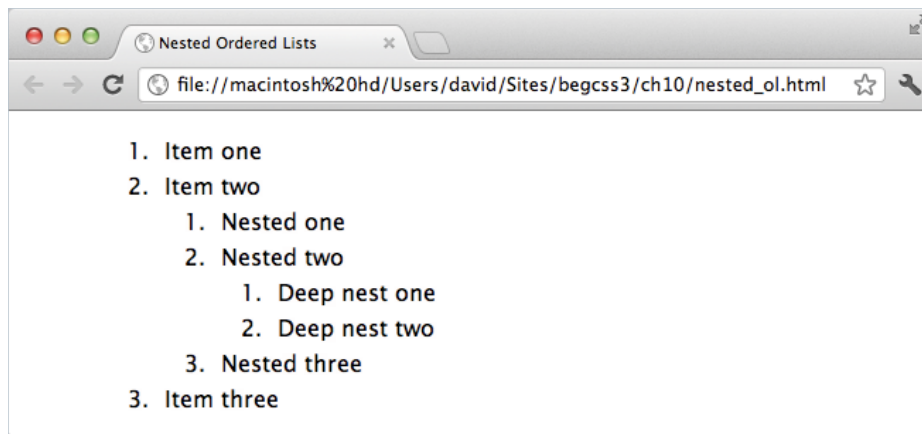 Nested Ordered Lists
file://macintosh%20hd/Users/david/Sites/begcss3/ch10/nested_ol.html
1. Item one
2. Item two
1. Nested one
2. Nested two
1. Deep nest one
2. Deep nest two
3. Nested three
3. Item three